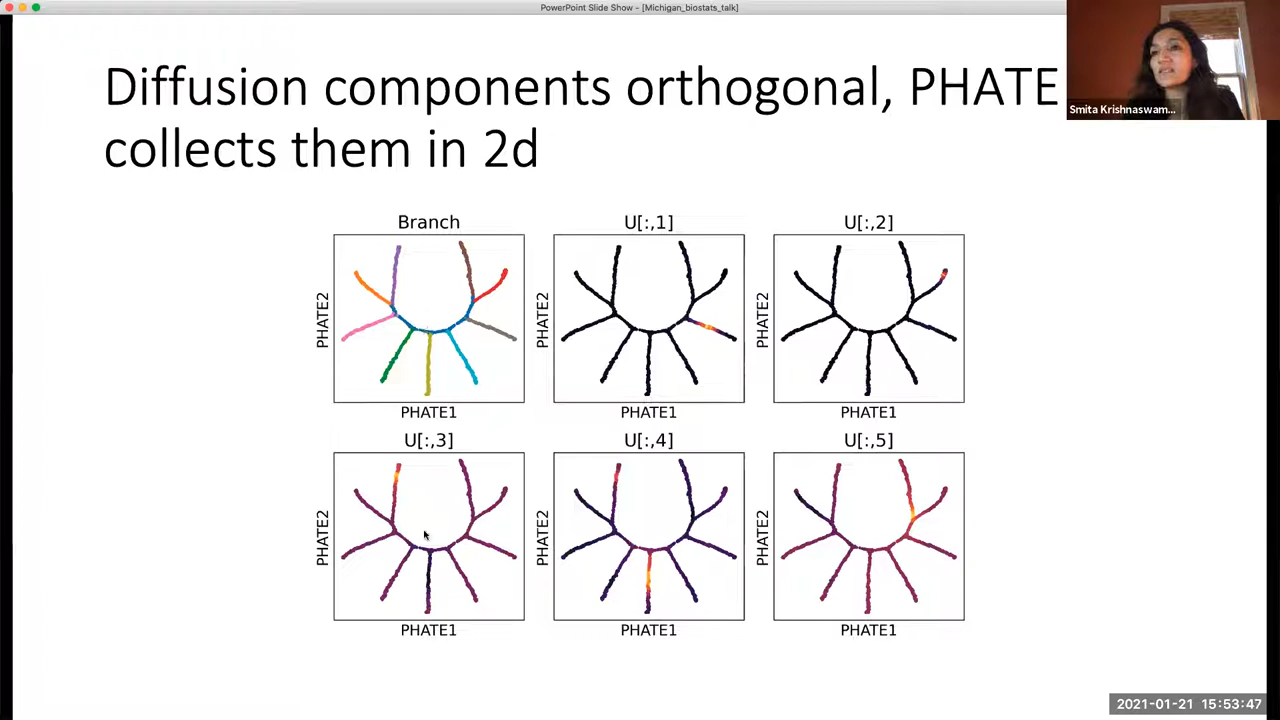 PowerPoint Slide Show - [Michigan_biostats_talk]
Diffusion components orthogonal, PHATE
collects them in 2d
Smita Krishnaswam...
Branch
U[:,1]
U[:,2]
PHATE2
PHATE2
PHATE2
PHATE1
PHATE1
PHATE1
U[:,3]
U[:,4]
U[:,5]
PHATE2
PHATE2
PHATE2
PHATE1
PHATE1
PHATE1
2021-01-21 15:53:47